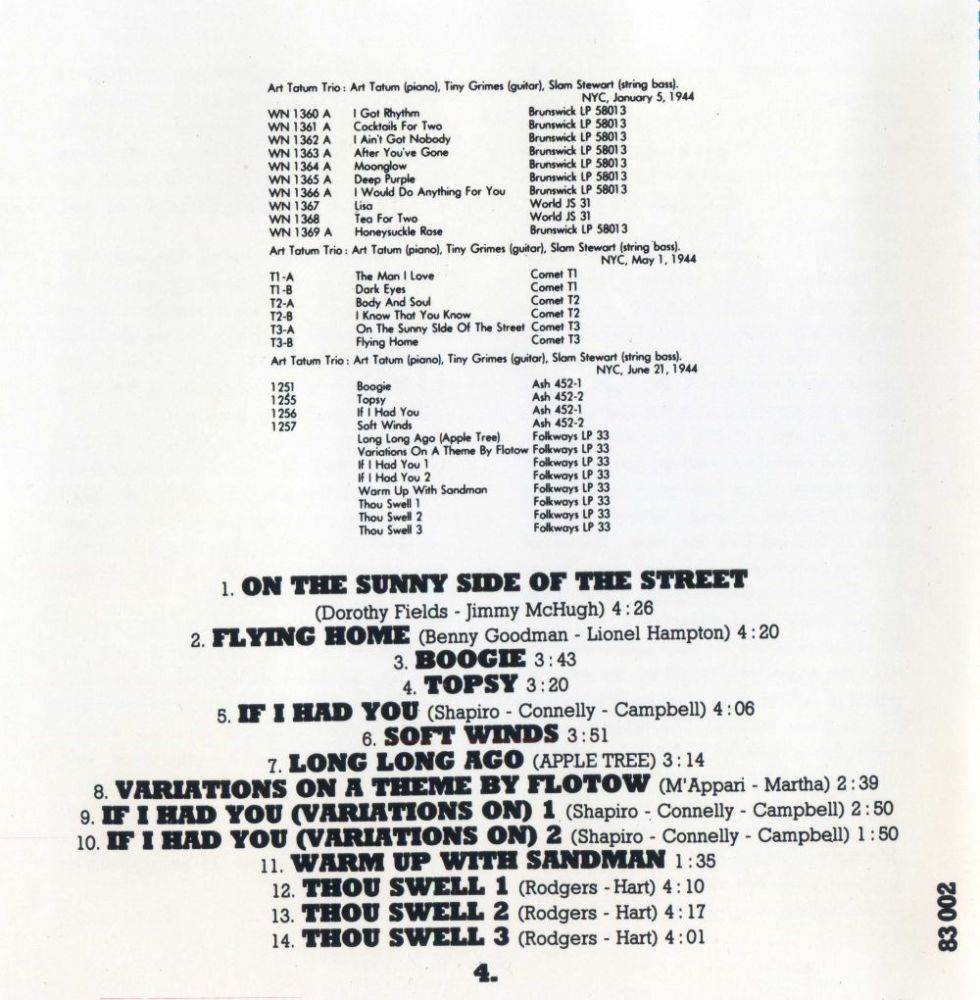 Art Tatum Trio : Art Tatum (piano), Tiny Grimes (guitar), Slam Stewart (string bass).
NYC, January 5, 1944
WN 1360 A I Got Rhythm Brunswick LP 58013
WN 1361 A Cocktails For Two Brunswick LP 58013
WN 1362 A I Ain't Got Nobody Brunswick LP 58013
WN 1363 A After You've Gone Brunswick LP 58013
WN 1364 A Moonglow Brunswick LP 58013
WN 1365 A Deep Purple Brunswick LP 58013
WN 1366 A I Would Do Anything For You Brunswick LP 58013
WN 1367 Lisa World JS 31
WN 1368 Tea For Two World JS 31
WN 1369 A Honeysuckle Rose Brunswick LP 58013
Art Tatum Trio : Art Tatum (piano), Tiny Grimes (guitar), Slam Stewart (string bass).
NYC, May 1, 1944
T1-A The Man I Love Comet T1
T1-B Dark Eyes Comet T1
T2-A Body And Soul Comet T2
T2-B I Know That You Know Comet T2
T3-A On The Sunny SIde Of The Street Comet T3
T3-B Flying Home Comet T3
Art Tatum Trio : Art Tatum (piano), Tiny Grimes (guitar), Slam Stewart (string bass).
NYC, June 21, 1944
1251 Boogie Ash 452-1
1255 Topsy Ash 452-2
1256 If I Had You Ash 452-1
1257 Soft Winds Ash 452-2
Long Long Ago (Apple Tree) Folkways LP 33
Variations On A Theme By Flotow Folkways LP 33
If I Had You 1 Folkways LP 33
If I Had You 2 Folkways LP 33
Warm Up With Sandman Folkways LP 33
Thou Swell 1 Folkways LP 33
Thou Swell 2 Folkways LP 33
Thou Swell 3 Folkways LP 33
1. ON THE SUNNY SIDE OF THE STREET
(Dorothy Fields - Jimmy McHugh) 4:26
2. FLYING HOME (Benny Goodman - Lionel Hampton) 4:20
3. BOOGIE 3:43
4. TOPSY 3:20
5. IF I HAD YOU (Shapiro - Connelly - Campbell) 4:06
6. SOFT WINDS 3:51
7. LONG LONG AGO (APPLE TREE) 3:14
8. VARIATIONS ON A THEME BY FLOTOW (M'Appari - Martha) 2:39
9. IF I HAD YOU (VARIATIONS ON) 1 (Shapiro - Connelly - Campbell) 2:50
10. IF I HAD YOU (VARIATIONS ON) 2 (Shapiro - Connelly - Campbell) 1:50
11. WARM UP WITH SANDMAN 1:35
12. THOU SWELL 1 (Rodgers - Hart) 4:10
13. THOU SWELL 2 (Rodgers - Hart) 4:17
14. THOU SWELL 3 (Rodgers - Hart) 4:01
4.
83 002